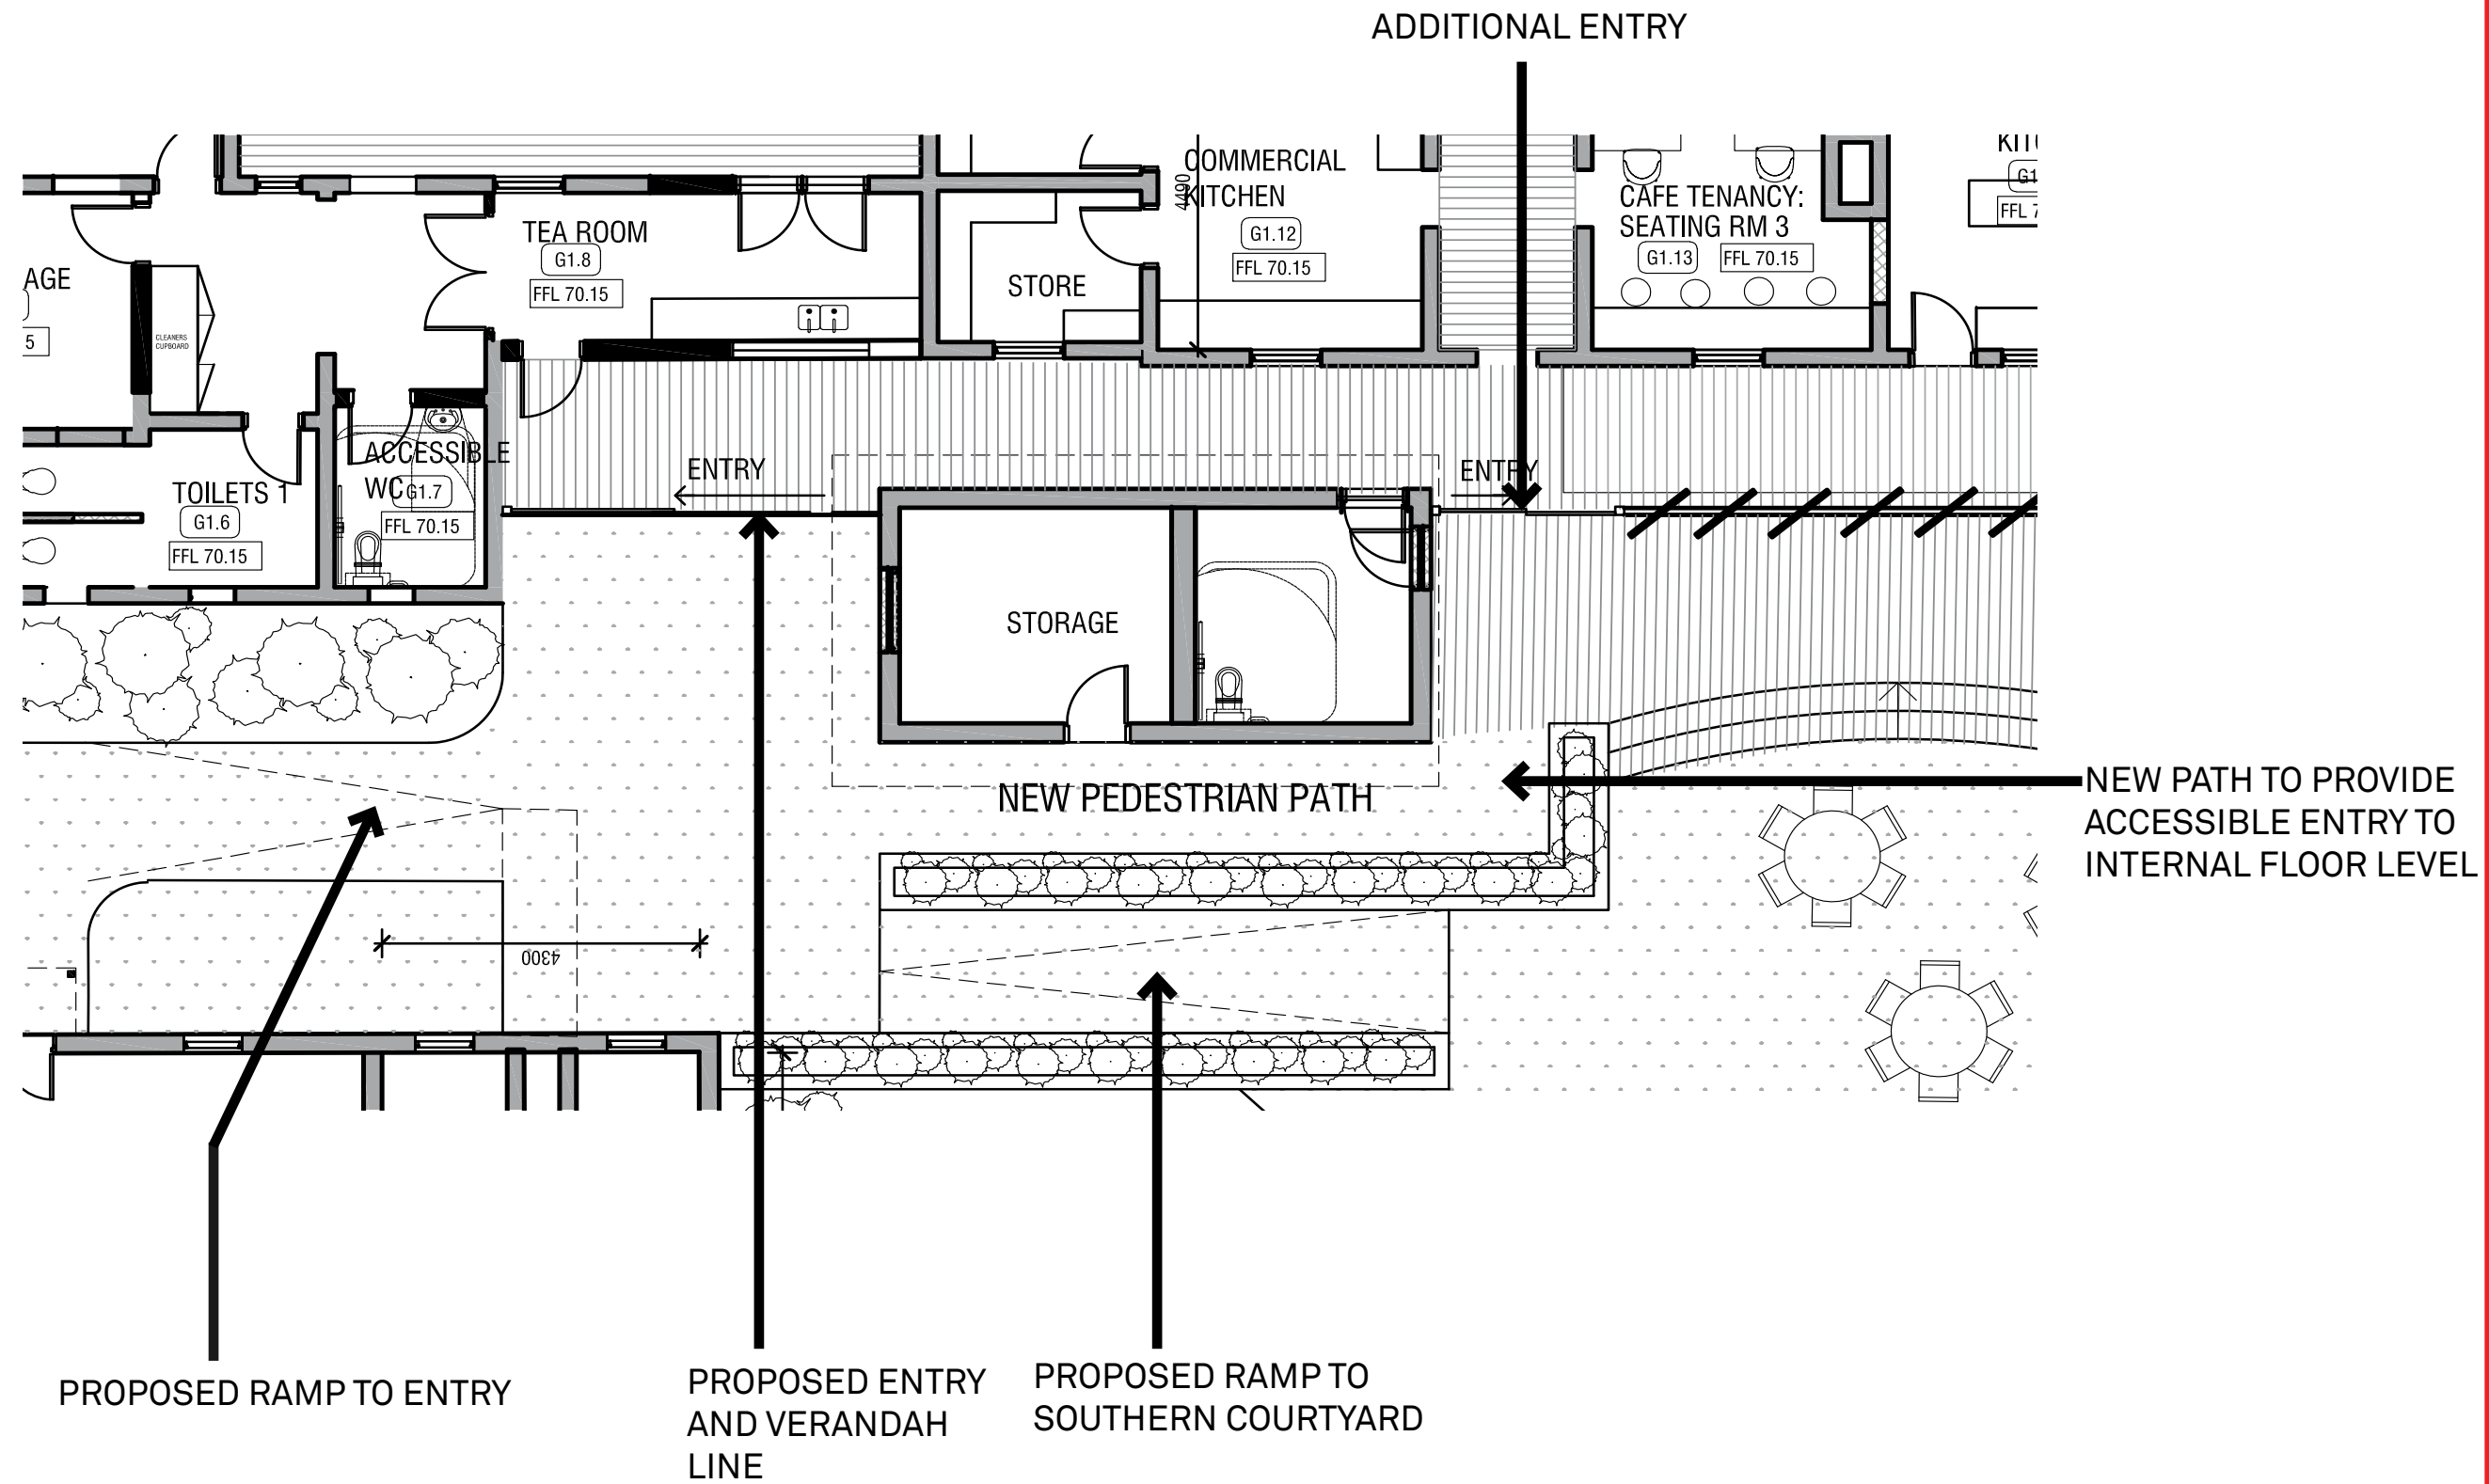 ADDITIONAL ENTRY
COMMERCIAL
KITCHEN
G1.12
FFL 70.15
4490
CAFE TENANCY:
SEATING RM 3
G1.13
FFL 70.15
TEA ROOM
G1.8
FFL 70.15
STORE
AGE
5
CLEANERS
CUPBOARD
ACCESSIBLE
WC
G1.7
FFL 70.15
TOILETS 1
G1.6
FFL 70.15
ENTRY
ENTRY
STORAGE
NEW PEDESTRIAN PATH
NEW PATH TO PROVIDE
ACCESSIBLE ENTRY TO
INTERNAL FLOOR LEVEL
4300
PROPOSED RAMP TO ENTRY
PROPOSED ENTRY
AND VERANDAH
LINE
PROPOSED RAMP TO
SOUTHERN COURTYARD